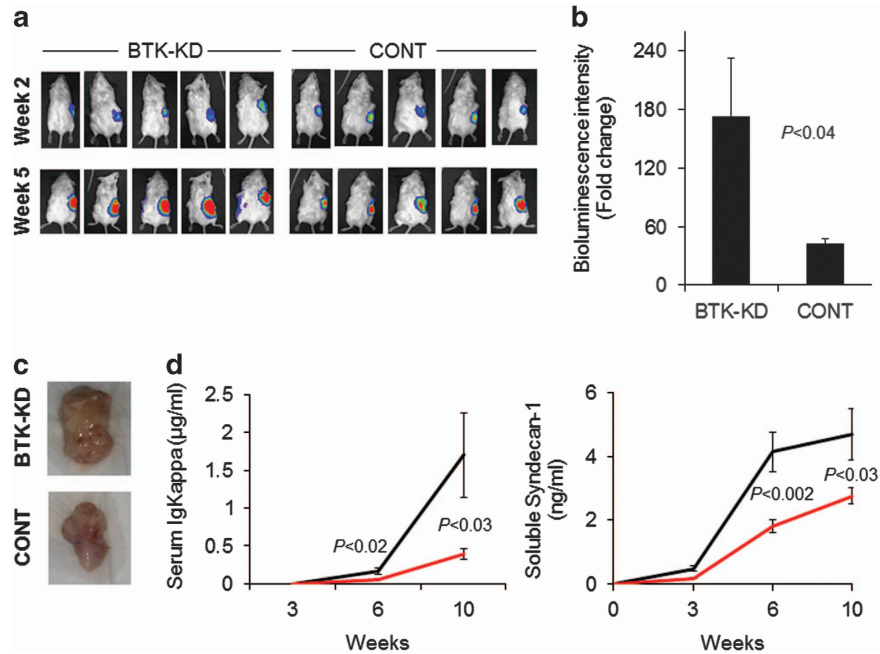 a
BTK-KD
CONT
Week 2
Week 5
b
Bioluminescence intensity
(Fold change)
240
180
120
60
0
P<0.04
BTK-KD
CONT
c
BTK-KD
CONT
d
Serum IgKappa (µg/ml)
2.5
2
1.5
1
0.5
0
P<0.02
P<0.03
3
6
10
Weeks
Soluble Syndecan-1
(ng/ml)
6
4
2
0
P<0.002
P<0.03
0
3
6
10
Weeks